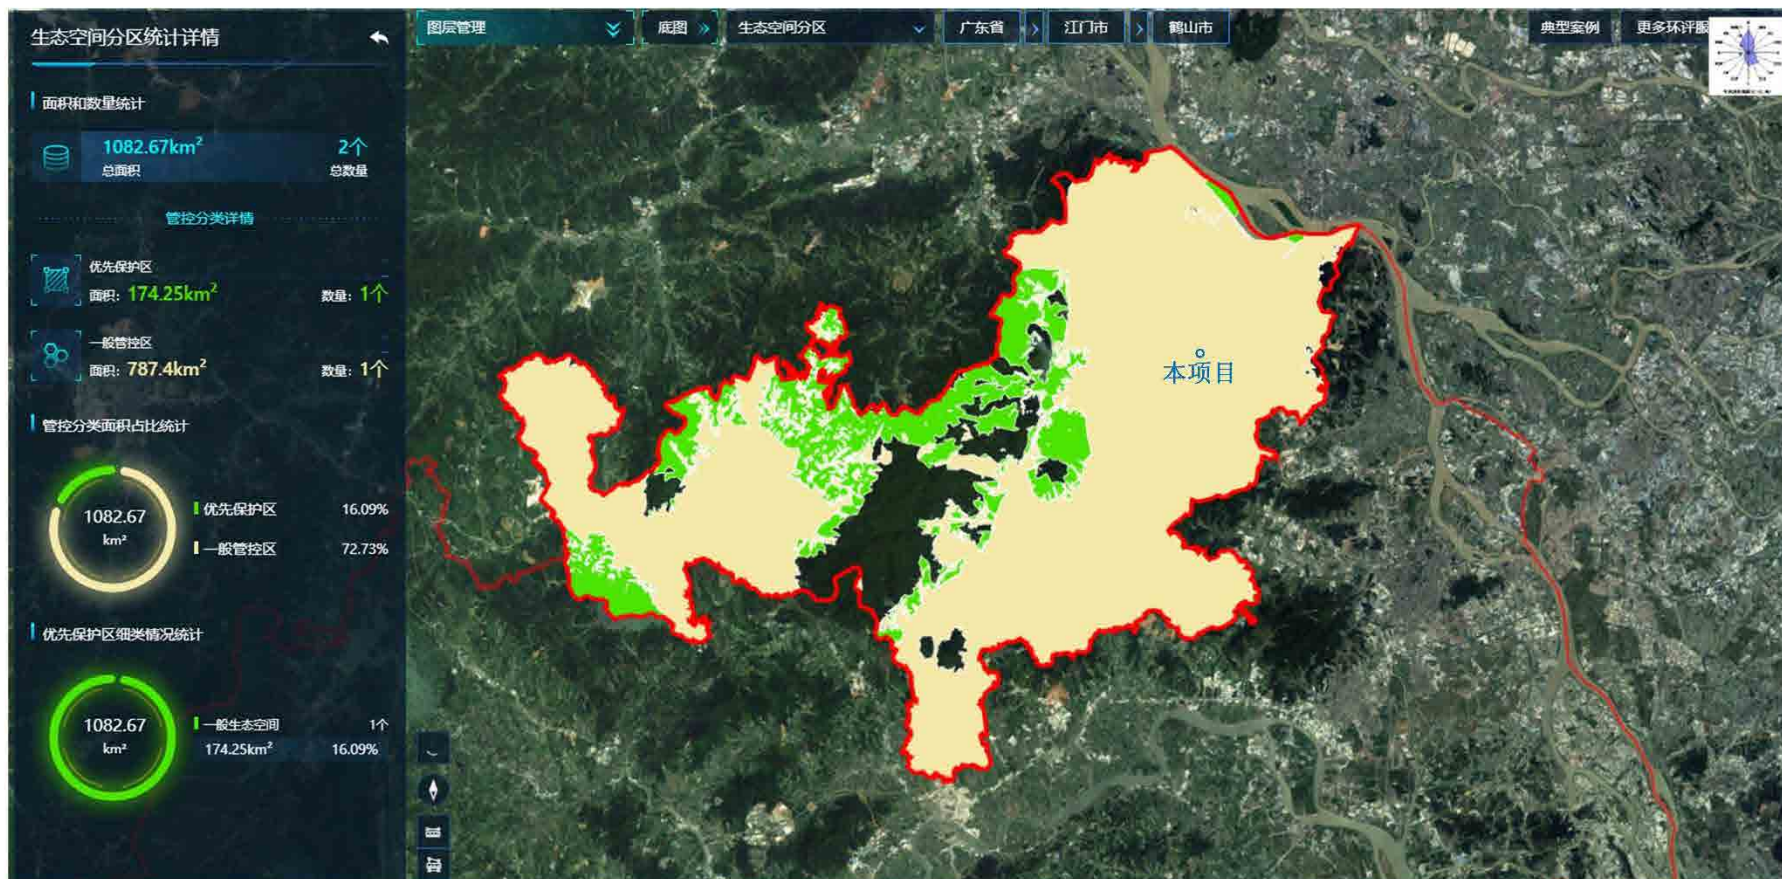 生态空间分区统计详情
面积和数量统计
1082.67km² 2个
总面积 总数量
管控分类详情
优先保护区
面积：174.25km² 数量：1个
一般管控区
面积：787.4km² 数量：1个
管控分类面积占比统计
1082.67
km²
优先保护区 16.09%
一般管控区 72.73%
优先保护区细类情况统计
1082.67
km²
一般生态空间 1个
174.25km² 16.09%
图层管理 底图 生态空间分区 广东省 江门市 鹤山市 典型案例 更多环评服
本项目